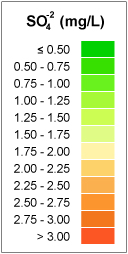 SO₄⁻² (mg/L)
≤ 0.50
0.50 - 0.75
0.75 - 1.00
1.00 - 1.25
1.25 - 1.50
1.50 - 1.75
1.75 - 2.00
2.00 - 2.25
2.25 - 2.50
2.50 - 2.75
2.75 - 3.00
> 3.00